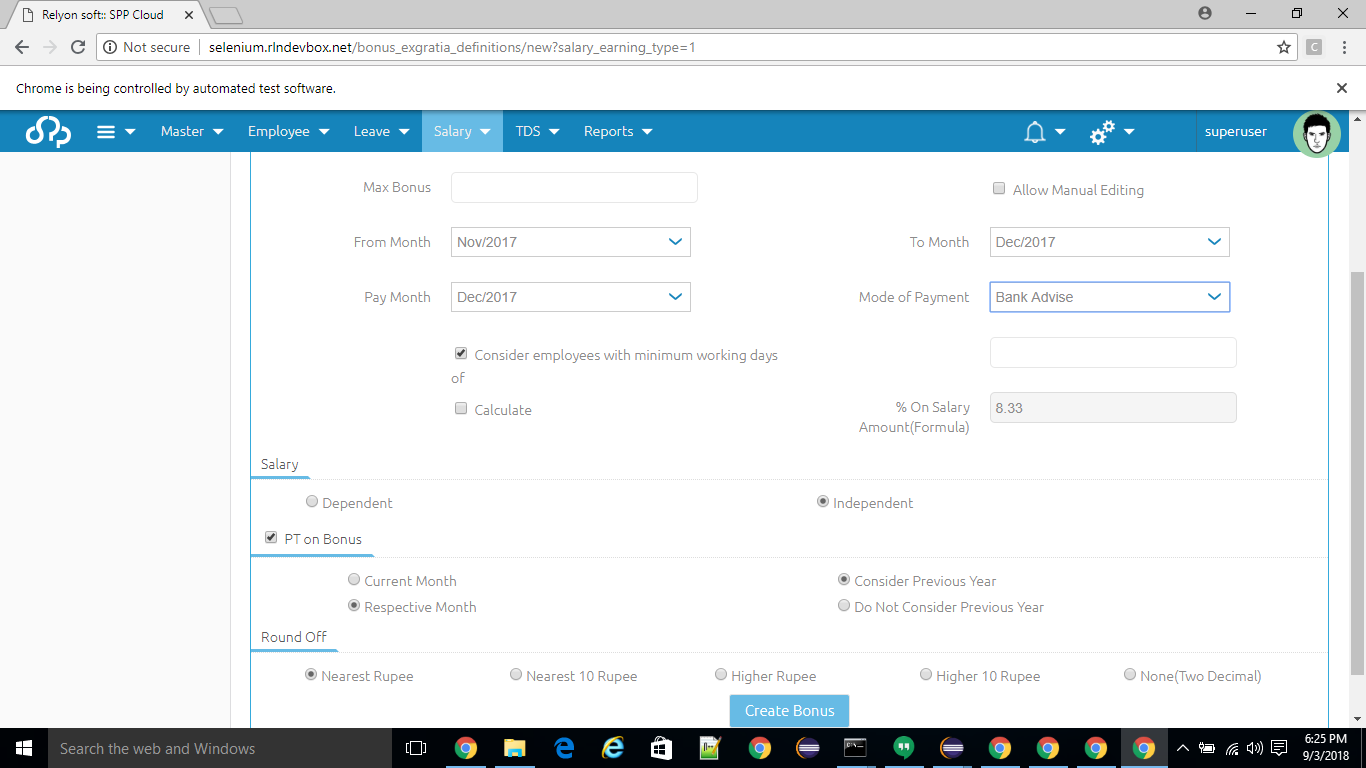 Relyon soft:: SPP Cloud
Not secure selenium.rlndevbox.net/bonus_exgratia_definitions/new?salary_earning_type=1
Chrome is being controlled by automated test software.
Master Employee Leave Salary TDS Reports superuser
Max Bonus Allow Manual Editing
From Month Nov/2017 To Month Dec/2017
Pay Month Dec/2017 Mode of Payment Bank Advise
Consider employees with minimum working days
of
Calculate % On Salary 8.33
Amount(Formula)
Salary
Dependent Independent
PT on Bonus
Current Month Consider Previous Year
Respective Month Do Not Consider Previous Year
Round Off
Nearest Rupee Nearest 10 Rupee Higher Rupee Higher 10 Rupee None(Two Decimal)
Create Bonus
Search the web and Windows 6:25 PM
9/3/2018